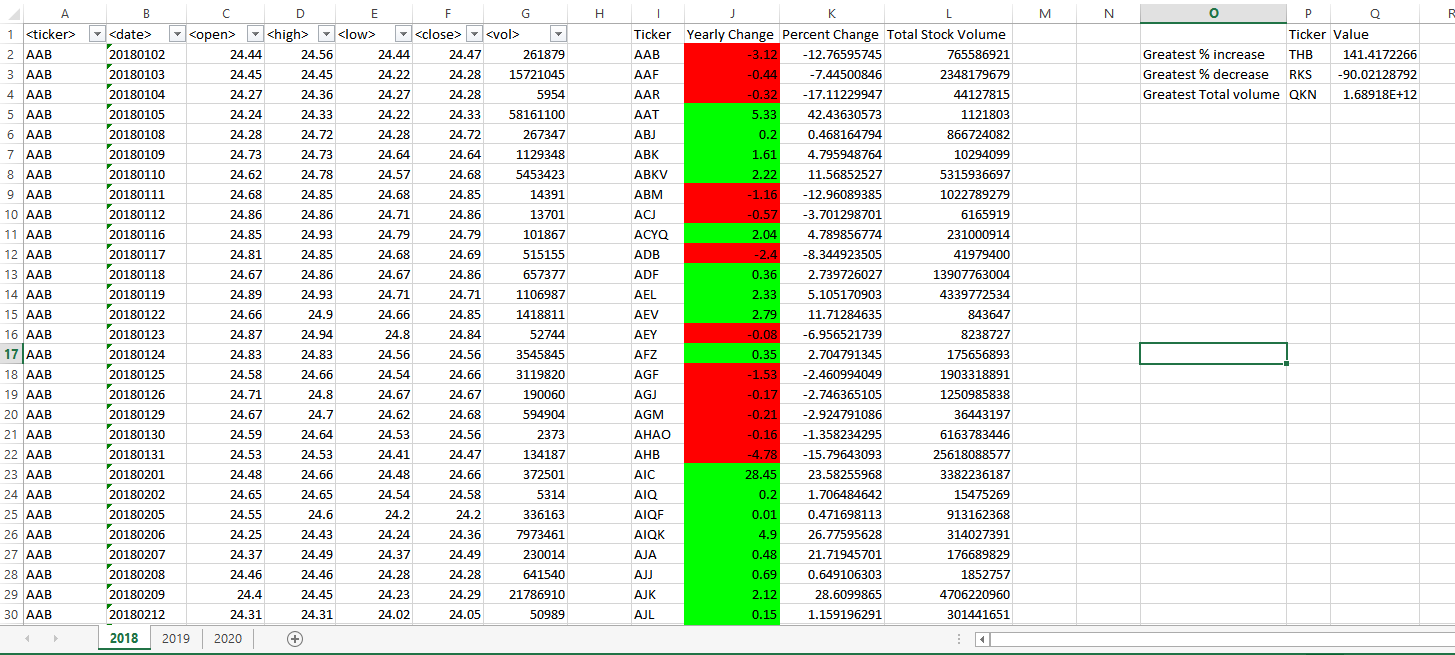 A B C D E F G H I J K L M N O P Q R
1 <ticker> <date> <open> <high> <low> <close> <vol> Ticker Yearly Change Percent Change Total Stock Volume Ticker Value
2 AAB 20180102 24.44 24.56 24.44 24.47 261879 AAB -3.12 -12.76595745 765586921 Greatest % increase THB 141.4172266
3 AAB 20180103 24.45 24.45 24.22 24.28 15721045 AAF -0.44 -7.44500846 2348179679 Greatest % decrease RKS -90.02128792
4 AAB 20180104 24.27 24.36 24.27 24.28 5954 AAR -0.32 -17.11229947 44127815 Greatest Total volume QKN 1.68918E+12
5 AAB 20180105 24.24 24.33 24.22 24.33 58161100 AAT 5.33 42.43630573 1121803
6 AAB 20180108 24.28 24.72 24.28 24.72 267347 ABJ 0.2 0.468164794 866724082
7 AAB 20180109 24.73 24.73 24.64 24.64 1129348 ABK 1.61 4.795948764 10294099
8 AAB 20180110 24.62 24.78 24.57 24.68 5453423 ABKV 2.22 11.56852527 5315936697
9 AAB 20180111 24.68 24.85 24.68 24.85 14391 ABM -1.16 -12.96089385 1022789279
10 AAB 20180112 24.86 24.86 24.71 24.86 13701 ACJ -0.57 -3.701298701 6165919
11 AAB 20180116 24.85 24.93 24.79 24.79 101867 ACYQ 2.04 4.789856774 231000914
12 AAB 20180117 24.81 24.85 24.68 24.69 515155 ADB -2.4 -8.344923505 41979400
13 AAB 20180118 24.67 24.86 24.67 24.86 657377 ADF 0.36 2.739726027 13907763004
14 AAB 20180119 24.89 24.93 24.71 24.71 1106987 AEL 2.33 5.105170903 4339772534
15 AAB 20180122 24.66 24.9 24.66 24.85 1418811 AEV 2.79 11.71284635 843647
16 AAB 20180123 24.87 24.94 24.8 24.84 52744 AEY -0.08 -6.956521739 8238727
17 AAB 20180124 24.83 24.83 24.56 24.56 3545845 AFZ 0.35 2.704791345 175656893
18 AAB 20180125 24.58 24.66 24.54 24.66 3119820 AGF -1.53 -2.460994049 1903318891
19 AAB 20180126 24.71 24.8 24.67 24.67 190060 AGJ -0.17 -2.746365105 1250985838
20 AAB 20180129 24.67 24.7 24.62 24.68 594904 AGM -0.21 -2.924791086 36443197
21 AAB 20180130 24.59 24.64 24.53 24.56 2373 AHAO -0.16 -1.358234295 6163783446
22 AAB 20180131 24.53 24.53 24.41 24.47 134187 AHB -4.78 -15.79643093 25618088577
23 AAB 20180201 24.48 24.66 24.48 24.66 372501 AIC 28.45 23.58255968 3382236187
24 AAB 20180202 24.65 24.65 24.54 24.58 5314 AIQ 0.2 1.706484642 15475269
25 AAB 20180205 24.55 24.6 24.2 24.2 336163 AIQF 0.01 0.471698113 913162368
26 AAB 20180206 24.25 24.43 24.24 24.36 7973461 AIQK 4.9 26.77595628 314027391
27 AAB 20180207 24.37 24.49 24.37 24.49 230014 AJA 0.48 21.71945701 176689829
28 AAB 20180208 24.46 24.46 24.28 24.28 641540 AJJ 0.69 0.649106303 1852757
29 AAB 20180209 24.4 24.45 24.23 24.29 21786910 AJK 2.12 28.6099865 4706220960
30 AAB 20180212 24.31 24.31 24.02 24.05 50989 AJL 0.15 1.159196291 301441651
2018 2019 2020